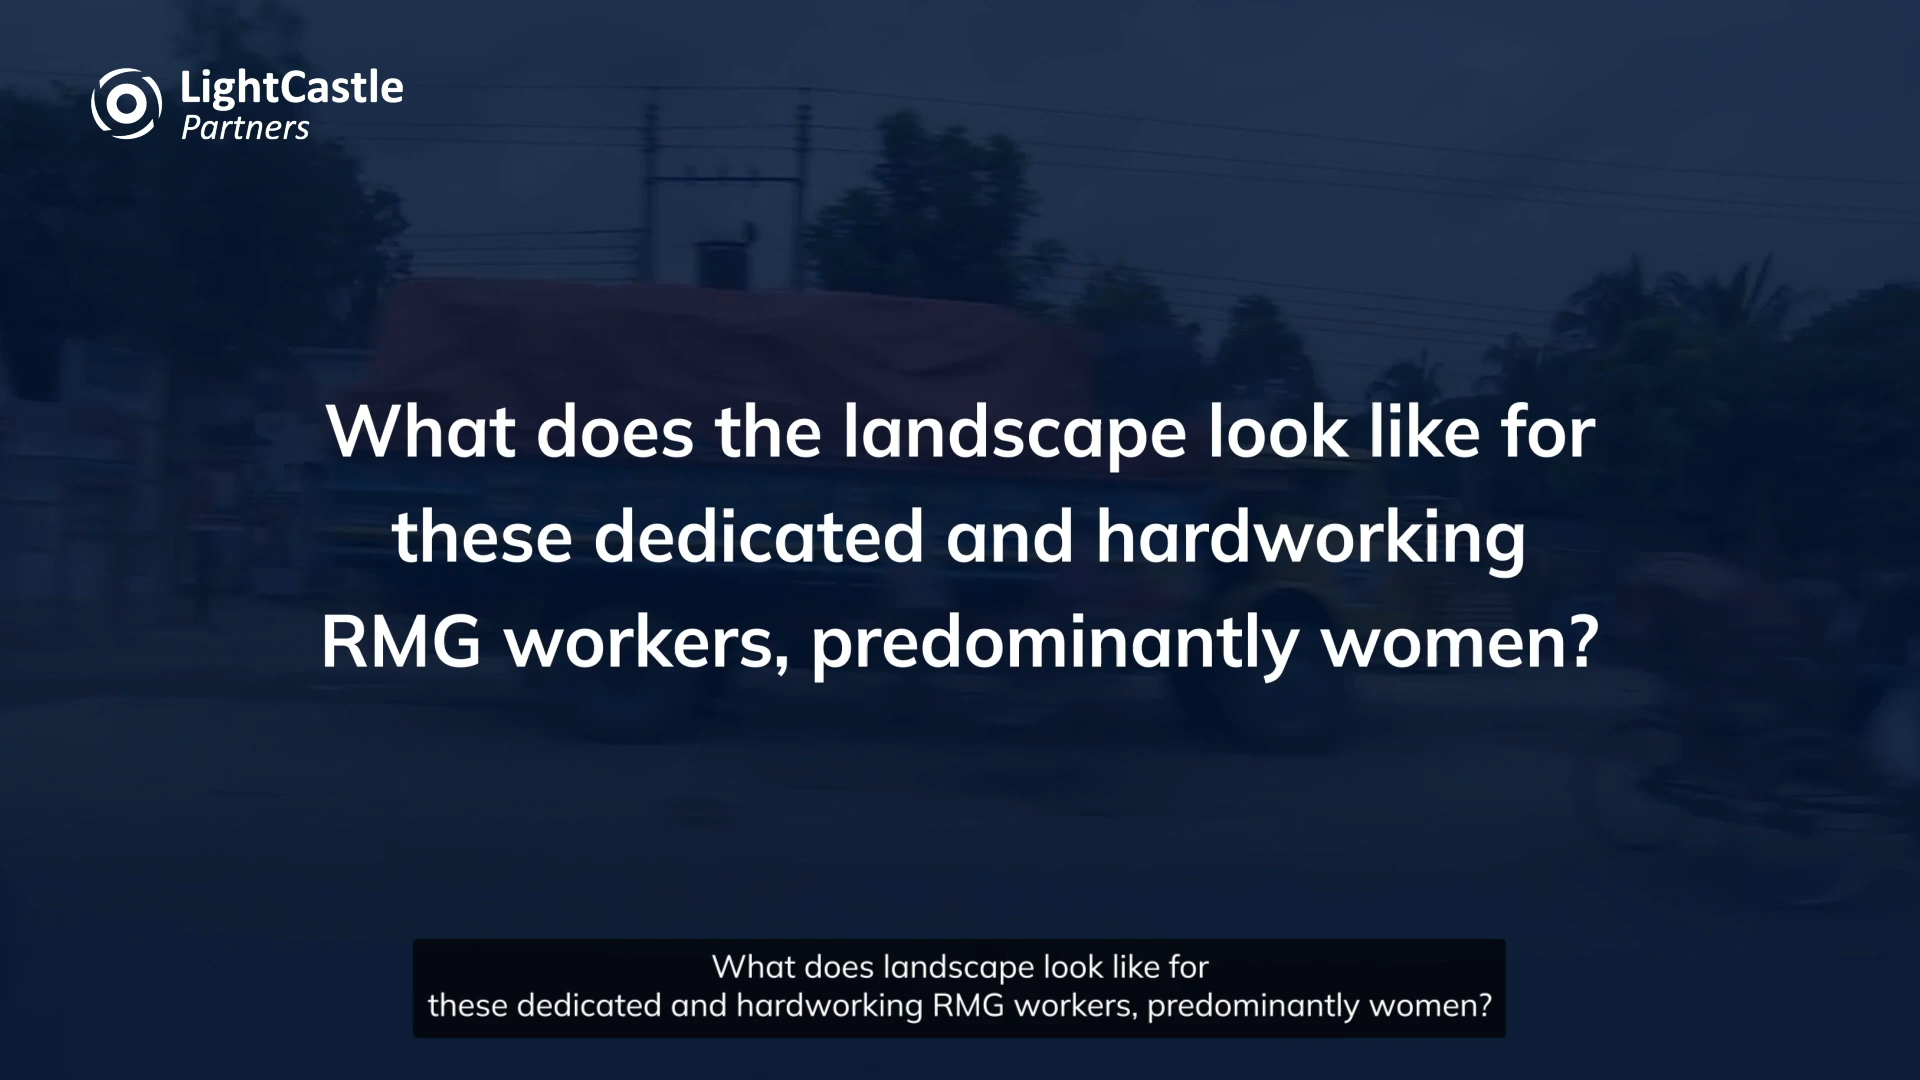 LightCastle
Partners
What does the landscape look like for
these dedicated and hardworking
RMG workers, predominantly women?
What does landscape look like for
these dedicated and hardworking RMG workers, predominantly women?